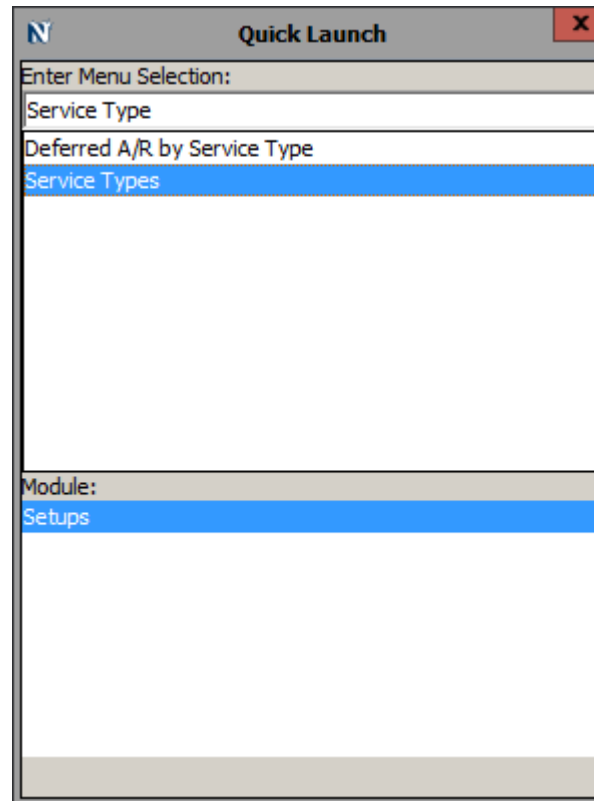 Quick Launch
Enter Menu Selection:
Service Type
Deferred A/R by Service Type
Service Types
Module:
Setups